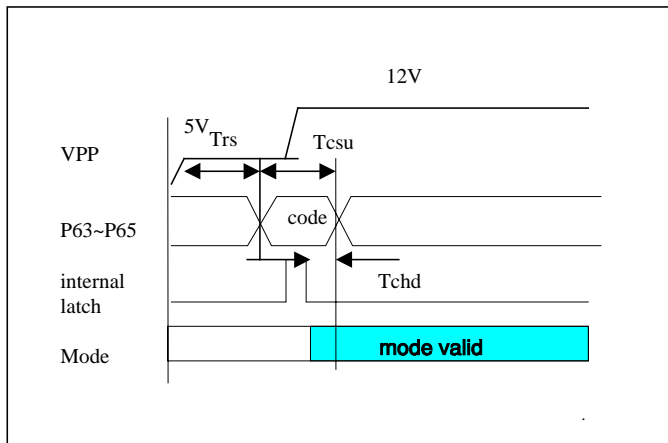 12V
5V
Trs
Tcsu
VPP
code
P63~P65
internal
latch
Tchd
Mode
mode valid
.